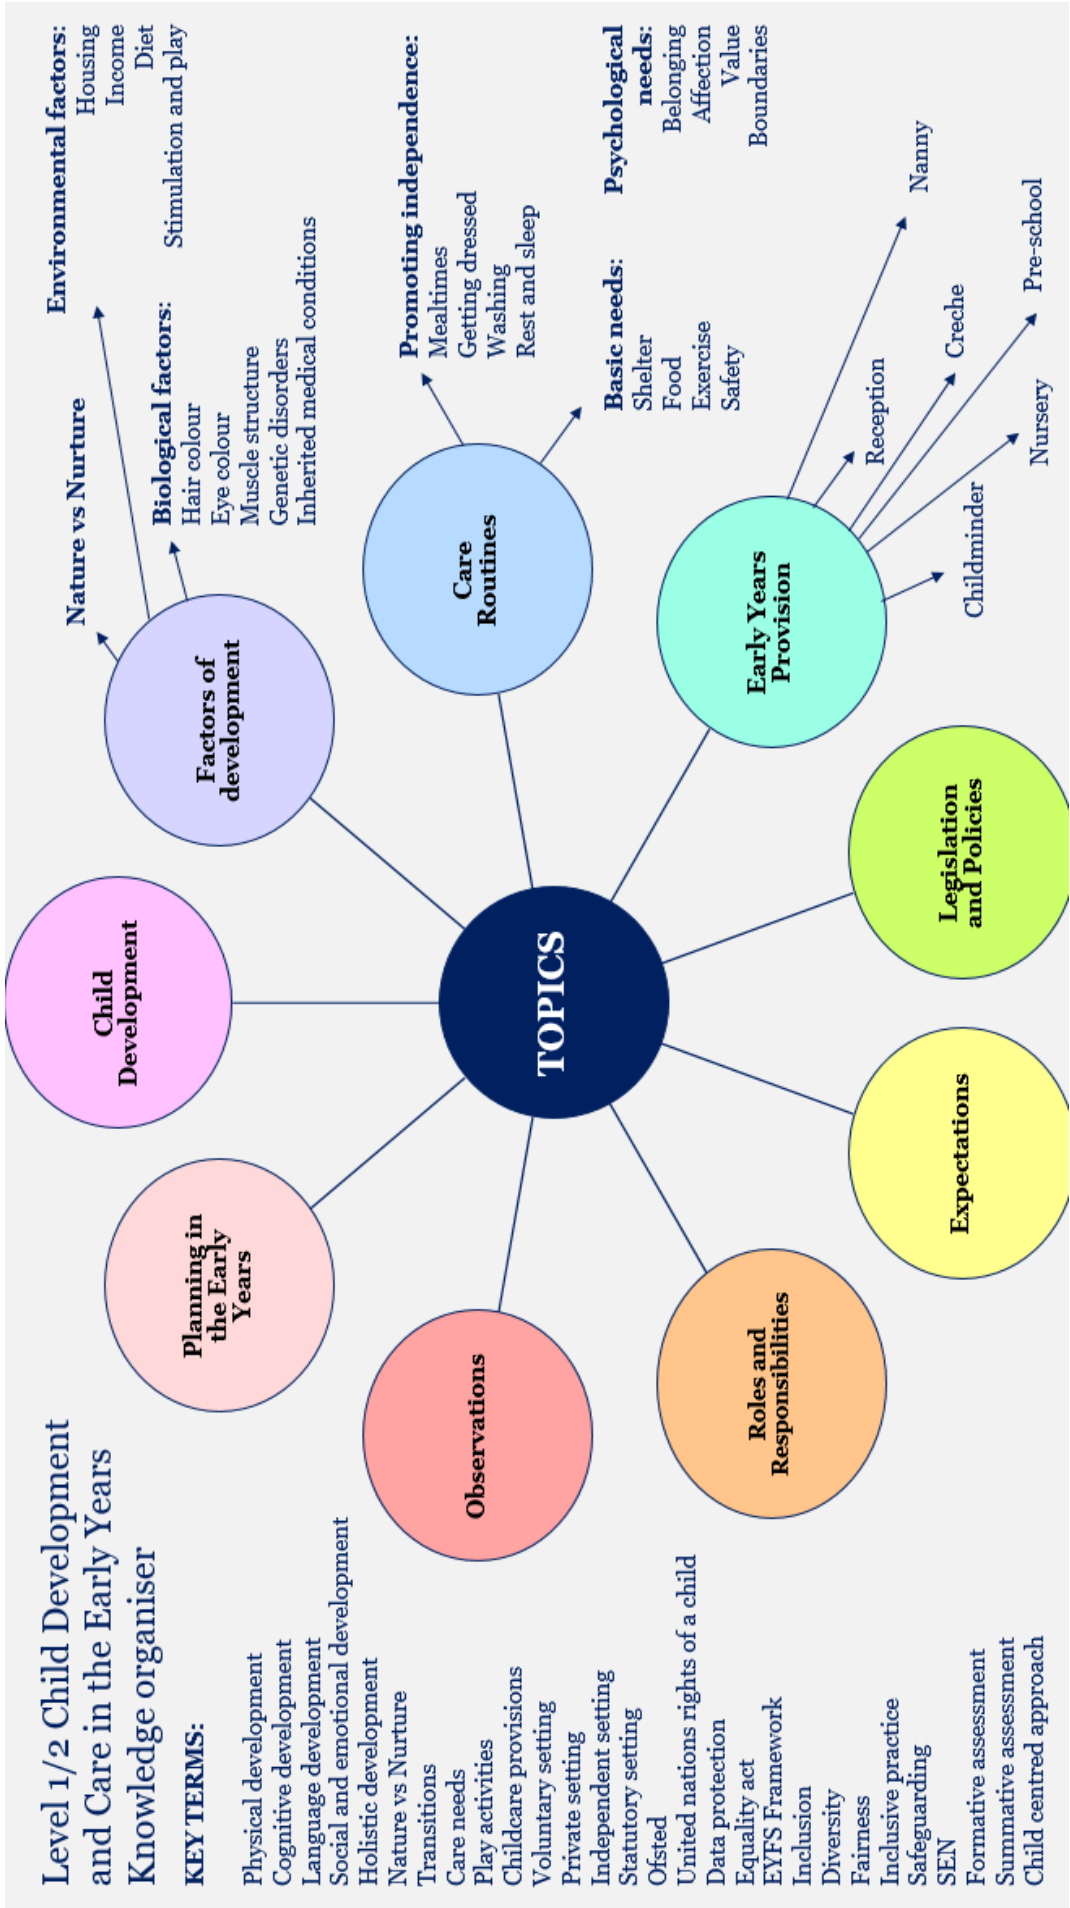 Level 1/2 Child Development
and Care in the Early Years
Knowledge organiser
KEY TERMS:
Physical development
Cognitive development
Language development
Social and emotional development
Holistic development
Nature vs Nurture
Transitions
Care needs
Play activities
Childcare provisions
Voluntary setting
Private setting
Independent setting
Statutory setting
Ofsted
United nations rights of a child
Data protection
Equality act
EYFS Framework
Inclusion
Diversity
Fairness
Inclusive practice
Safeguarding
SEN
Formative assessment
Summative assessment
Child centred approach
TOPICS
Child
Development
Factors of
development
Nature vs Nurture
Biological factors:
Hair colour
Eye colour
Muscle structure
Genetic disorders
Inherited medical conditions
Environmental factors:
Housing
Income
Diet
Stimulation and play
Care
Routines
Promoting independence:
Mealtimes
Getting dressed
Washing
Rest and sleep
Basic needs:
Shelter
Food
Exercise
Safety
Psychological
needs:
Belonging
Affection
Value
Boundaries
Early Years
Provision
Nanny
Reception
Creche
Pre-school
Nursery
Childminder
Legislation
and Policies
Expectations
Roles and
Responsibilities
Observations
Planning in
the Early
Years